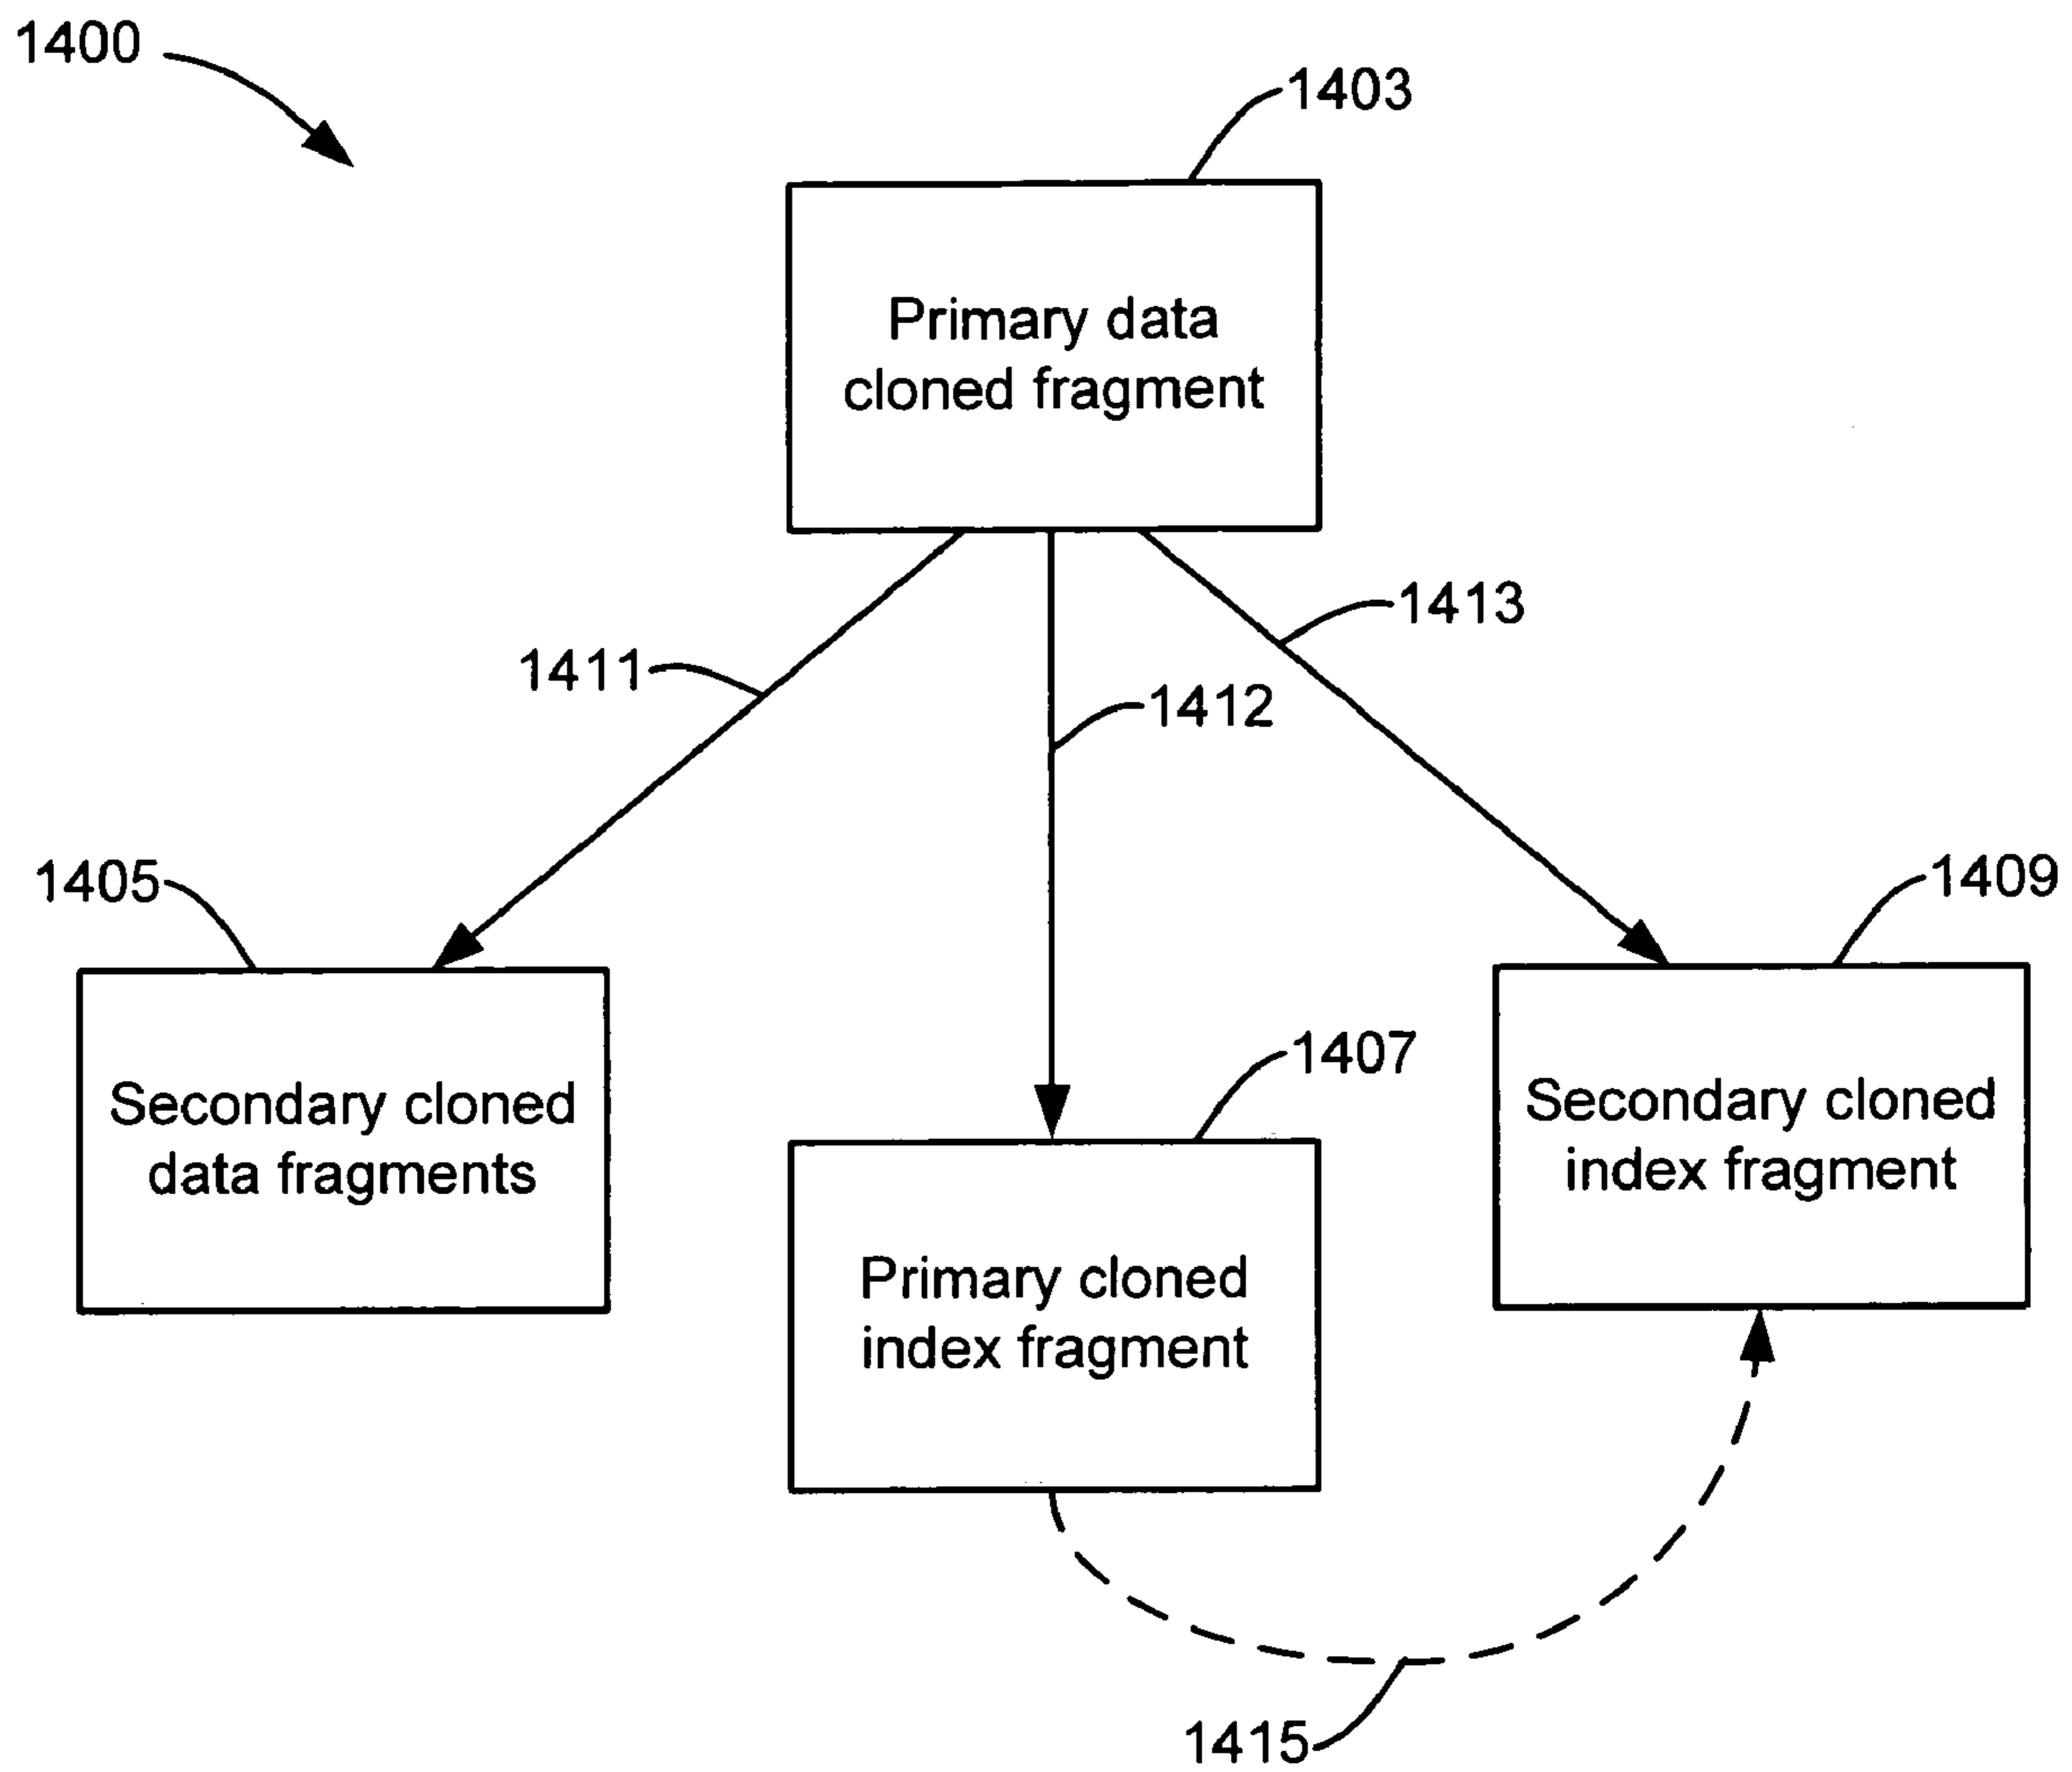 1400
1403
Primary data
cloned fragment
1413
1411
1412
1405
1409
1407
Secondary cloned
data fragments
Secondary cloned
index fragment
Primary cloned
index fragment
1415